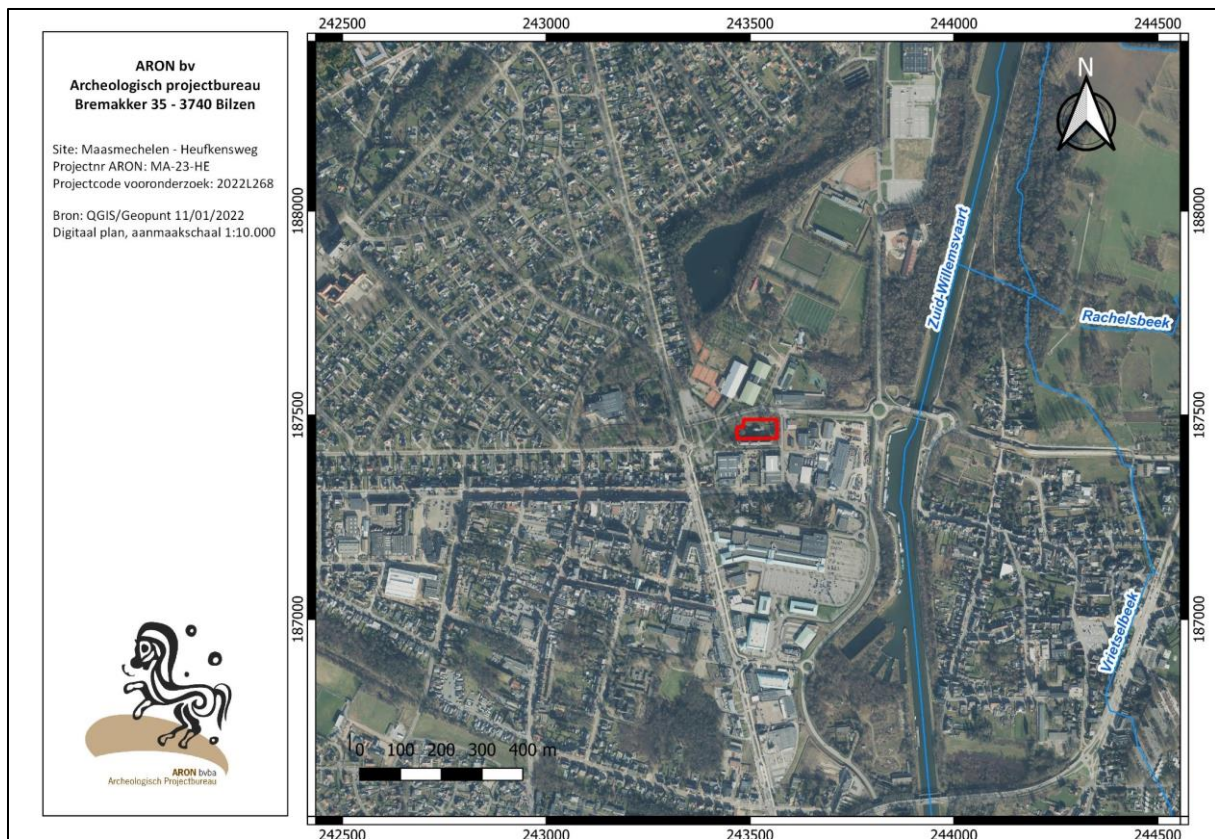 ARON bv
Archeologisch projectbureau
Bremakker 35 - 3740 Bilzen
Site: Maasmechelen - Heufkensweg
Projectnr ARON: MA-23-HE
Projectcode vooronderzoek: 2022L268
Bron: QGIS/Geopunt 11/01/2022
Digitaal plan, aanmaakschaal 1:10.000
ARON bvba
Archeologisch Projectbureau
242500 243000 243500 244000 244500
188000 188000
187500 187500
187000 187000
N
Zuid-Willemsvaart
Rachelsbeek
Vrietselbeek
0 100 200 300 400 m
242500 243000 243500 244000 244500